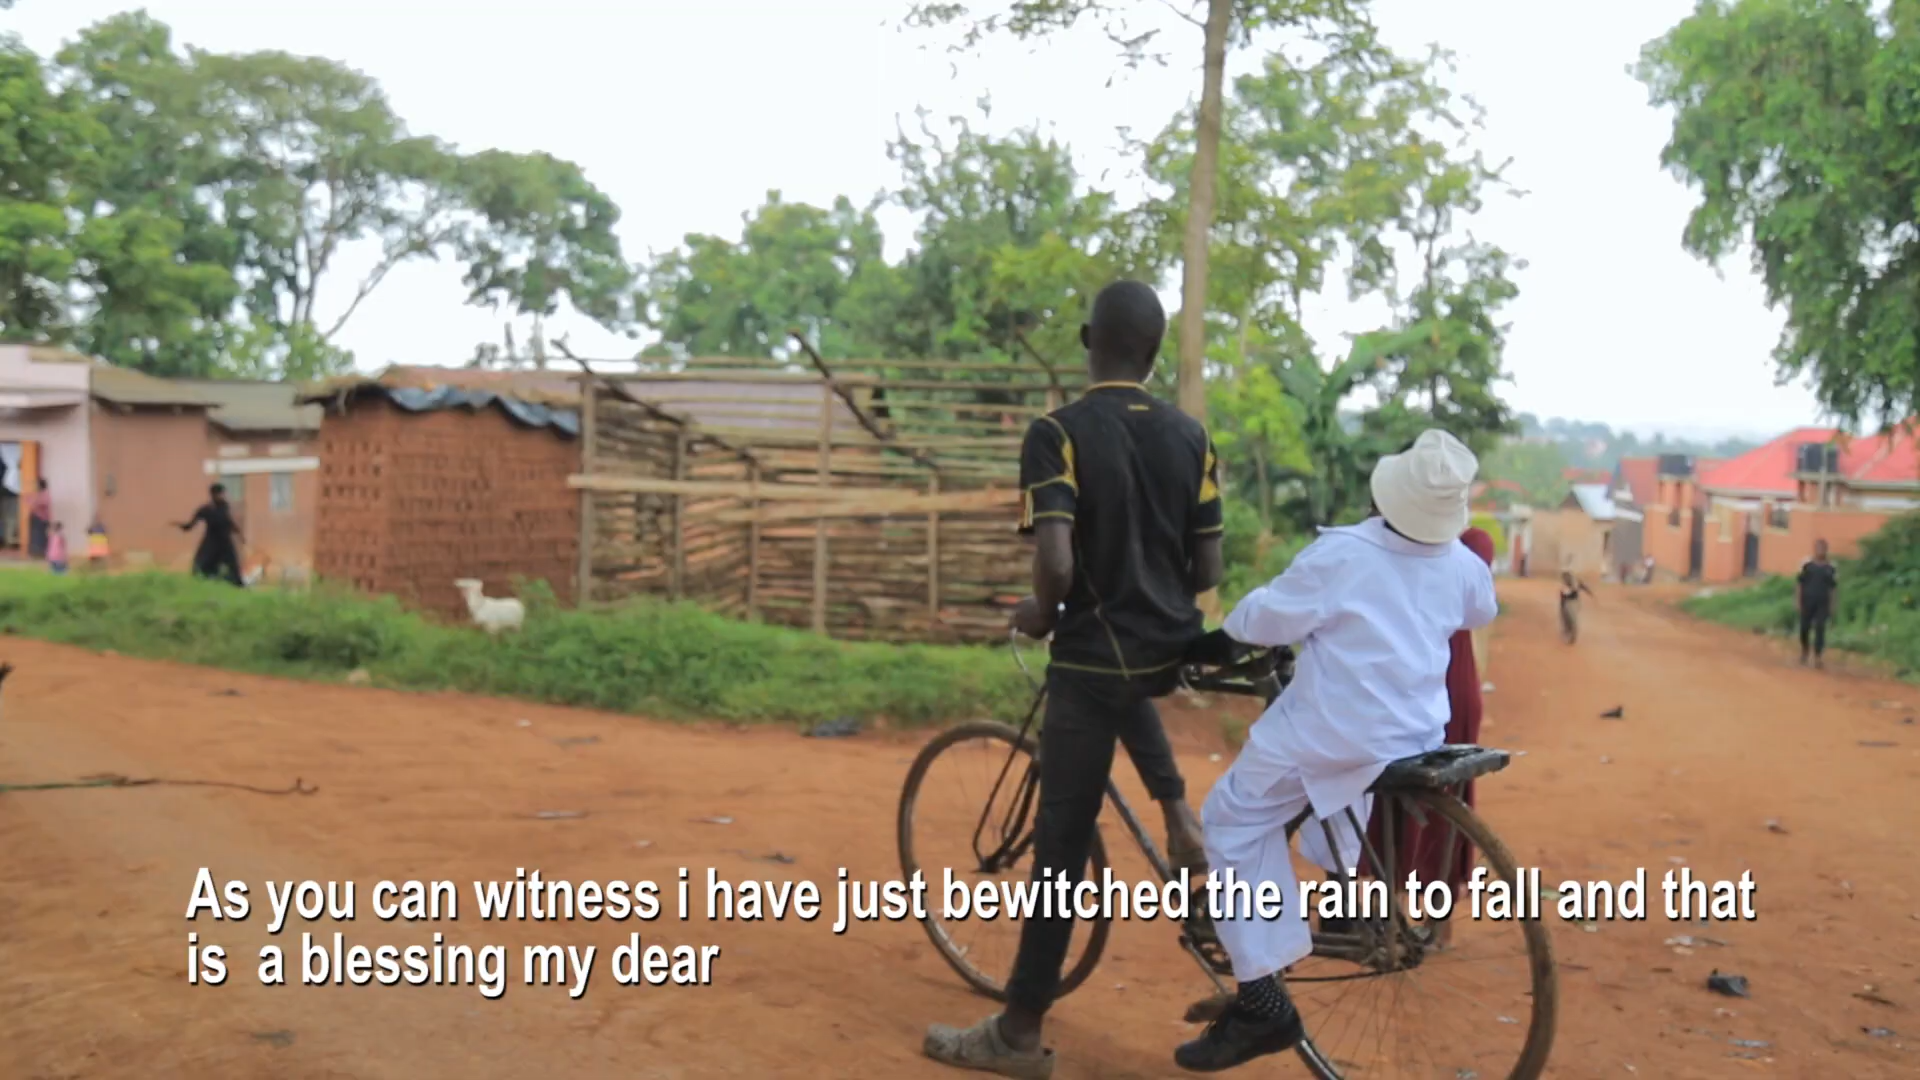 As you can witness i have just bewitched the rain to fall and that
is  a blessing my dear